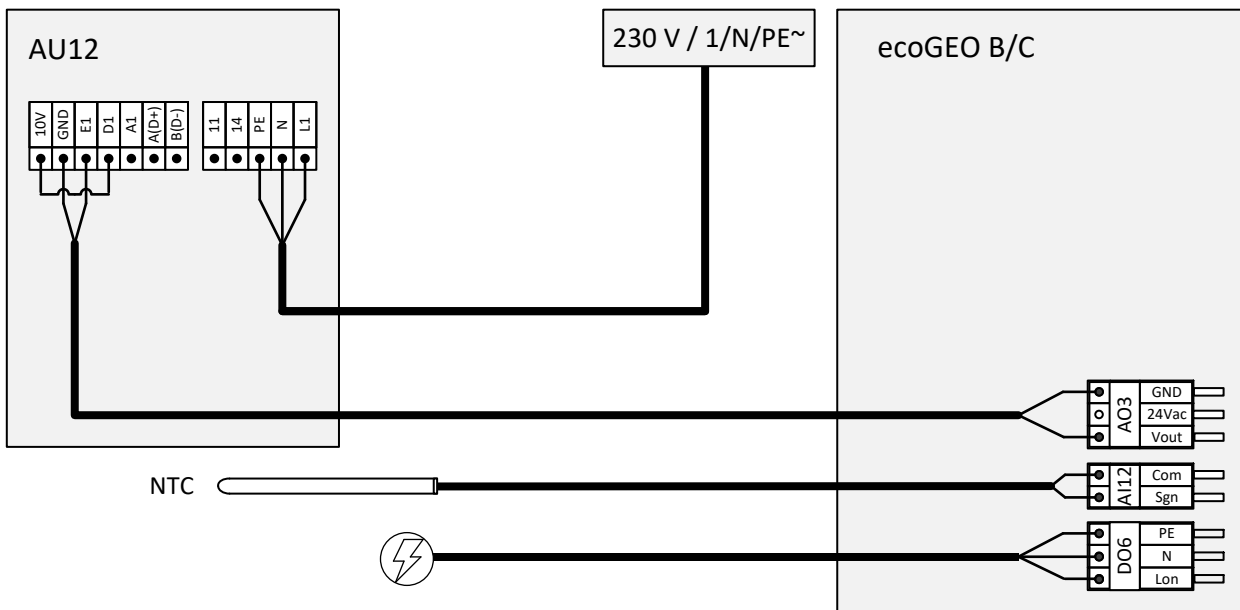 AU12
230 V / 1/N/PE~
ecoGEO B/C
10V
GND
E1
D1
A1
A(D+)
B(D-)
11
14
PE
N
L1
AO3
GND
24Vac
Vout
NTC
AI12
Com
Sgn
DO6
PE
N
Lon